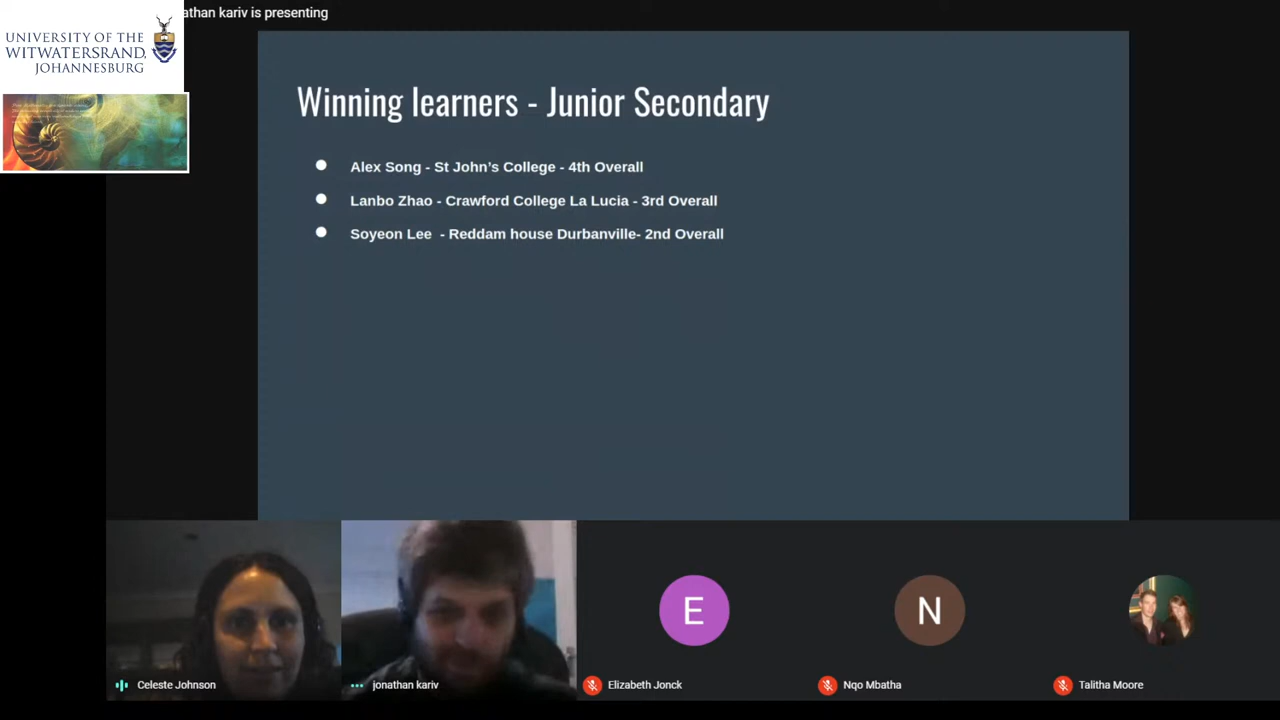 athan kariv is presenting
UNIVERSITY OF THE
WITWATERSRAND,
JOHANNESBURG
Winning learners - Junior Secondary
Alex Song - St John's College - 4th Overall
Lanbo Zhao - Crawford College La Lucia - 3rd Overall
Soyeon Lee - Reddam house Durbanville- 2nd Overall
E
N
Celeste Johnson
jonathan kariv
Elizabeth Jonck
Nqo Mbatha
Talitha Moore